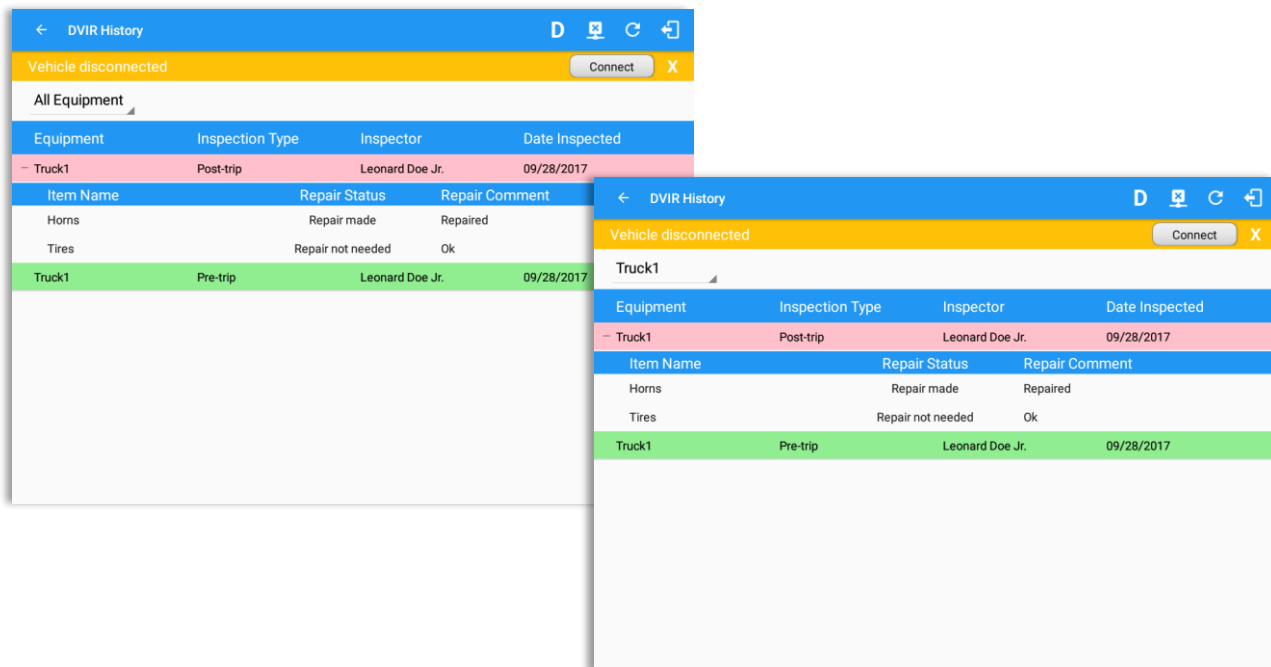 DVIR History D
Vehicle disconnected Connect X
All Equipment
Equipment Inspection Type Inspector Date Inspected
– Truck1 Post-trip Leonard Doe Jr. 09/28/2017
Item Name Repair Status Repair Comment
Horns Repair made Repaired
Tires Repair not needed Ok
Truck1 Pre-trip Leonard Doe Jr. 09/28/2017
DVIR History D
Vehicle disconnected Connect X
Truck1
Equipment Inspection Type Inspector Date Inspected
– Truck1 Post-trip Leonard Doe Jr. 09/28/2017
Item Name Repair Status Repair Comment
Horns Repair made Repaired
Tires Repair not needed Ok
Truck1 Pre-trip Leonard Doe Jr. 09/28/2017